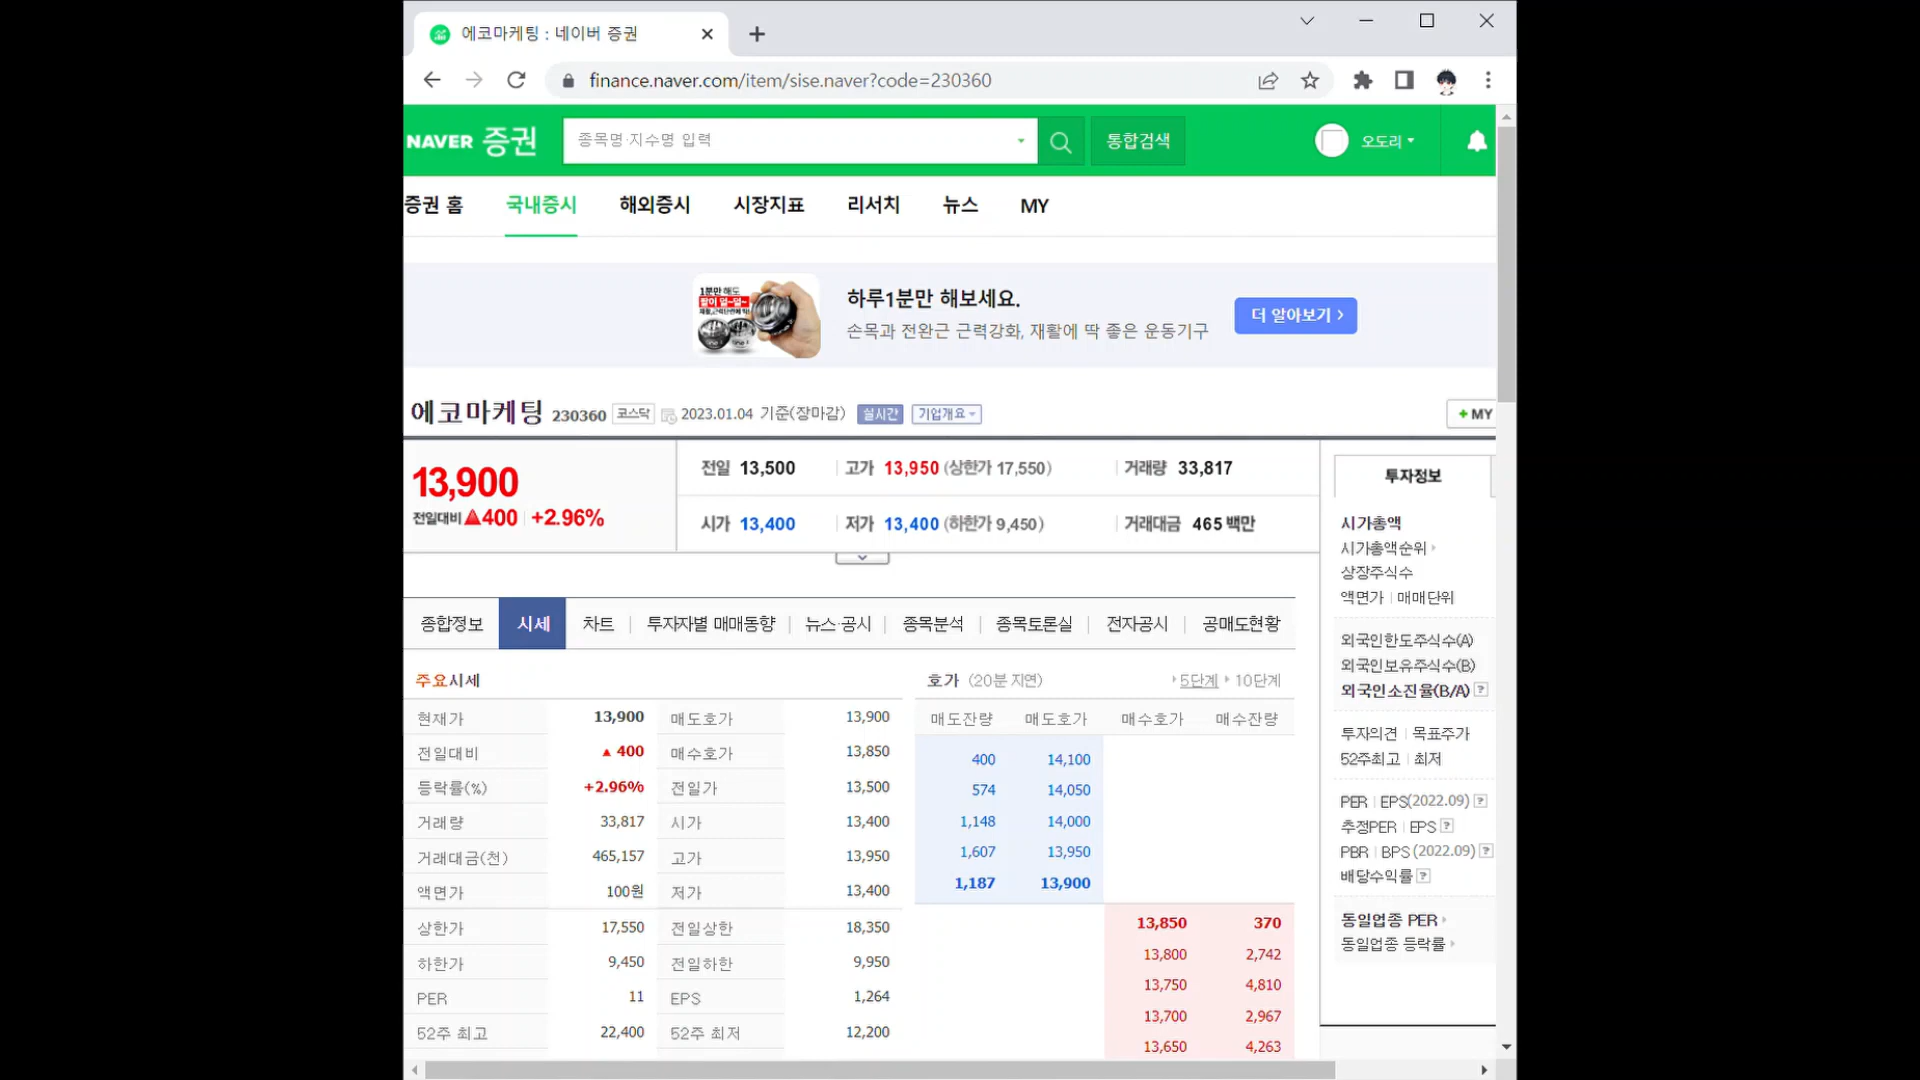 에코마케팅 : 네이버 증권
finance.naver.com/item/sise.naver?code=230360
NAVER 증권
종목명·지수명 입력
통합검색
오도리
증권 홈 국내증시 해외증시 시장지표 리서치 뉴스 MY
1분만 해도
하루1분만 해보세요.
손목과 전완근 근력강화, 재활에 딱 좋은 운동기구
더 알아보기
에코마케팅 230360 코스닥 2023.01.04 기준(장마감) 실시간 기업개요
+ MY
13,900
전일대비 ▲400 +2.96%
전일 13,500 고가 13,950 (상한가 17,550) 거래량 33,817
시가 13,400 저가 13,400 (하한가 9,450) 거래대금 465 백만
종합정보 시세 차트 투자자별 매매동향 뉴스·공시 종목분석 종목토론실 전자공시 공매도현황
주요시세
현재가 13,900 매도호가 13,900
전일대비 ▲ 400 매수호가 13,850
등락률(%) +2.96% 전일가 13,500
거래량 33,817 시가 13,400
거래대금(천) 465,157 고가 13,950
액면가 100원 저가 13,400
상한가 17,550 전일상한 18,350
하한가 9,450 전일하한 9,950
PER 11 EPS 1,264
52주 최고 22,400 52주 최저 12,200
호가 (20분 지연) 5단계 10단계
매도잔량 매도호가 매수호가 매수잔량
400 14,100
574 14,050
1,148 14,000
1,607 13,950
1,187 13,900
13,850 370
13,800 2,742
13,750 4,810
13,700 2,967
13,650 4,263
투자정보
시가총액
시가총액순위
상장주식수
액면가 매매단위
외국인한도주식수(A)
외국인보유주식수(B)
외국인소진율(B/A) ?
투자의견 목표주가
52주최고 최저
PER EPS(2022.09) ?
추정PER EPS ?
PBR BPS (2022.09) ?
배당수익률 ?
동일업종 PER
동일업종 등락률